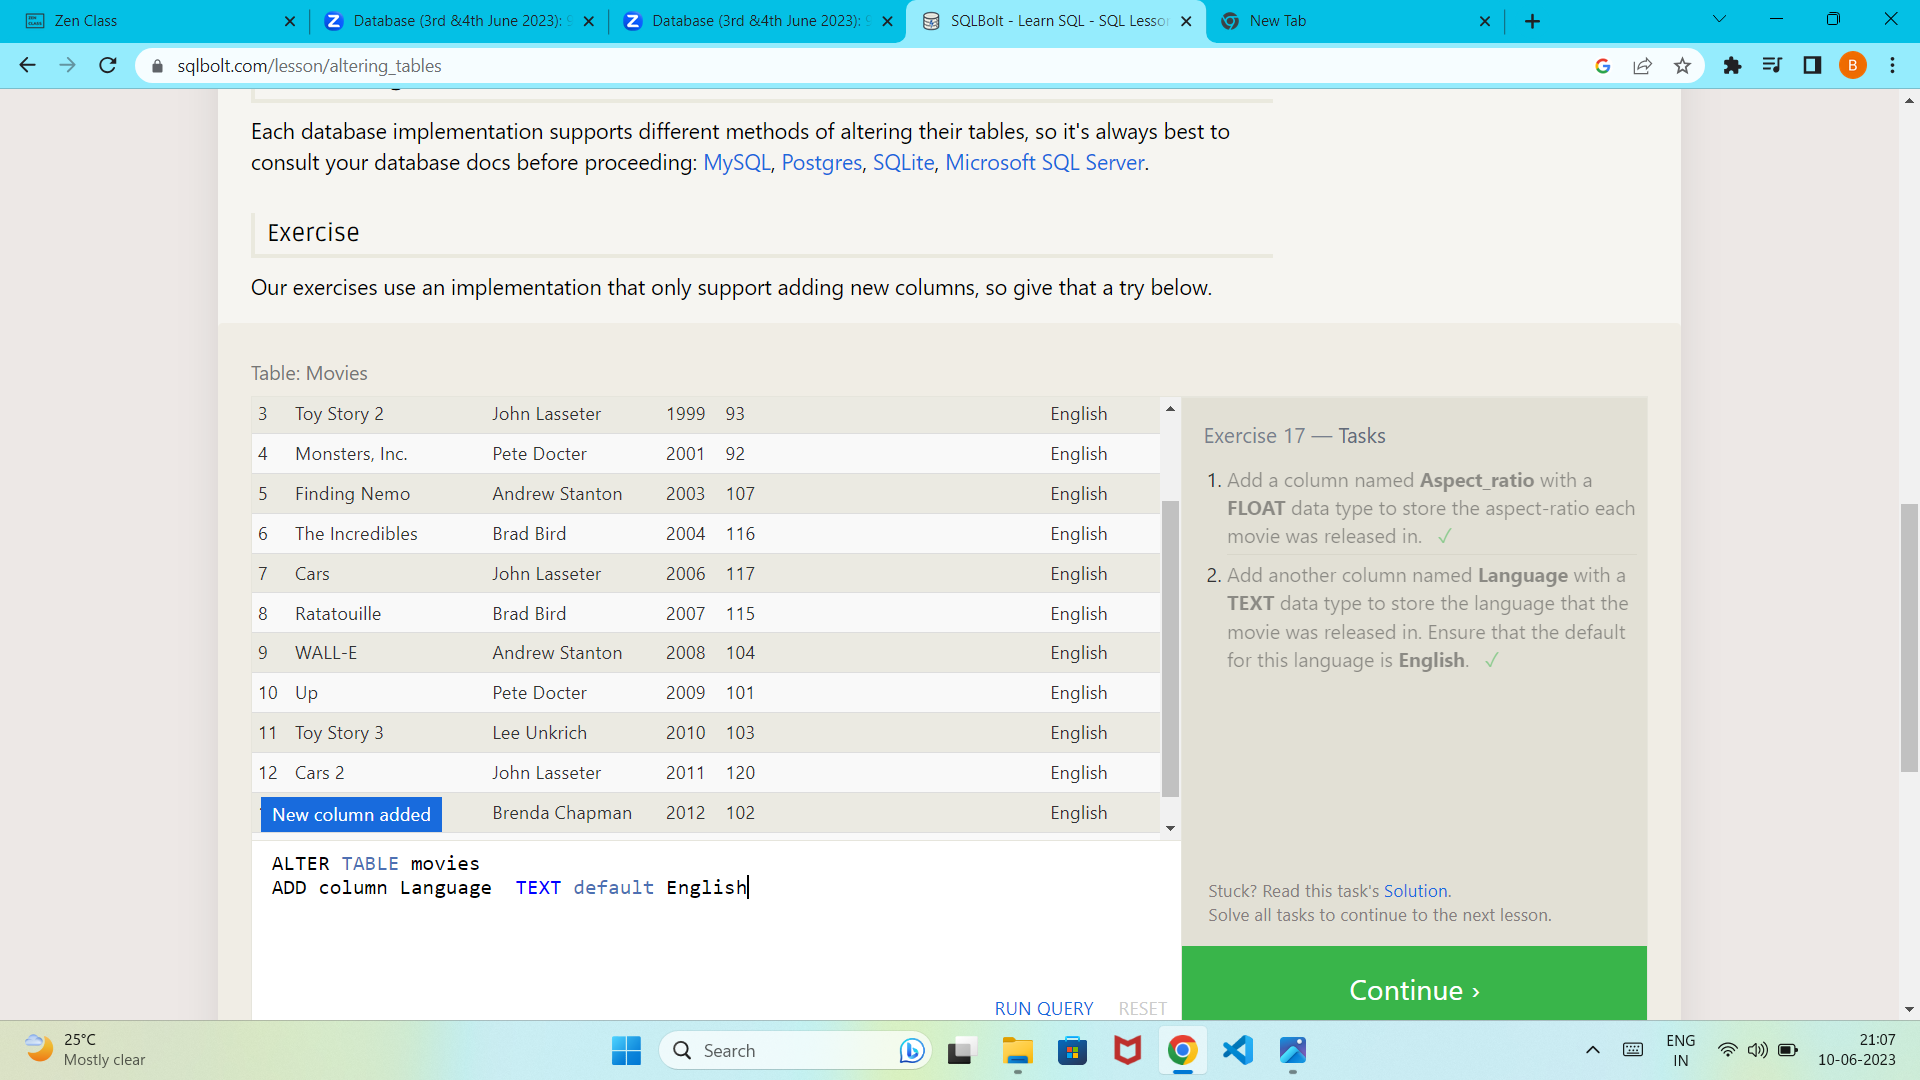 Zen Class
Database (3rd &4th June 2023):
Database (3rd &4th June 2023):
SQLBolt - Learn SQL - SQL Lesson
New Tab
sqlbolt.com/lesson/altering_tables
B
Each database implementation supports different methods of altering their tables, so it's always best to
consult your database docs before proceeding: MySQL, Postgres, SQLite, Microsoft SQL Server.
Exercise
Our exercises use an implementation that only support adding new columns, so give that a try below.
Table: Movies
3 Toy Story 2 John Lasseter 1999 93 English
4 Monsters, Inc. Pete Docter 2001 92 English
5 Finding Nemo Andrew Stanton 2003 107 English
6 The Incredibles Brad Bird 2004 116 English
7 Cars John Lasseter 2006 117 English
8 Ratatouille Brad Bird 2007 115 English
9 WALL-E Andrew Stanton 2008 104 English
10 Up Pete Docter 2009 101 English
11 Toy Story 3 Lee Unkrich 2010 103 English
12 Cars 2 John Lasseter 2011 120 English
New column added Brenda Chapman 2012 102 English
ALTER TABLE movies
ADD column Language TEXT default English
RUN QUERY RESET
Exercise 17 — Tasks
1. Add a column named Aspect_ratio with a
FLOAT data type to store the aspect-ratio each
movie was released in. ✓
2. Add another column named Language with a
TEXT data type to store the language that the
movie was released in. Ensure that the default
for this language is English. ✓
Stuck? Read this task's Solution.
Solve all tasks to continue to the next lesson.
Continue ›
25°C
Mostly clear
Search
ENG
IN
21:07
10-06-2023